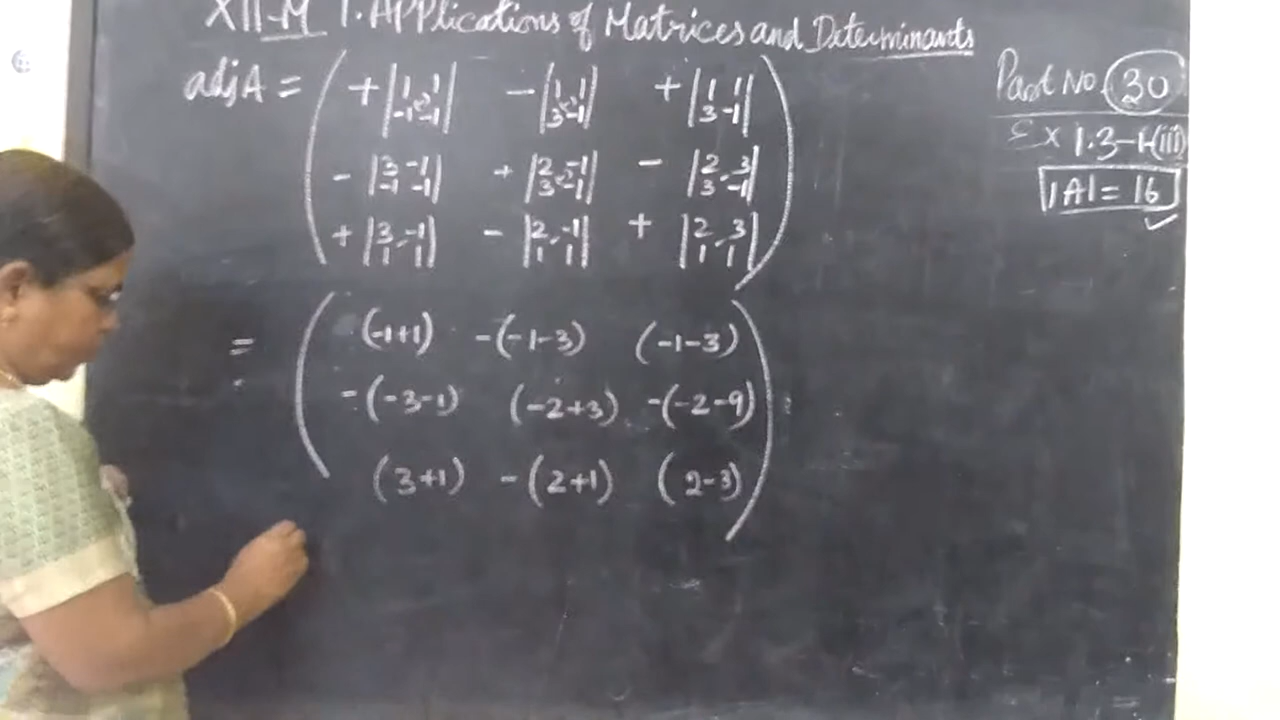 XII-M 1. Applications of Matrices and Determinants
Part No. 30
Ex 1.3-1(iii)
|A| = 16 ✓
adj A = ( +|1 1; -1 -1| -|1 1; 3 -1| +|1 1; 3 -1|
-|3 -1; -1 -1| +|2 -1; 3 -1| -|2 3; 3 -1|
+|3 -1; 1 1| -|2 -1; 1 1| +|2 3; 1 1| )
= ( (-1+1) -(-1-3) (-1-3)
-(-3-1) (-2+3) -(-2-9)
(3+1) -(2+1) (2-3) )